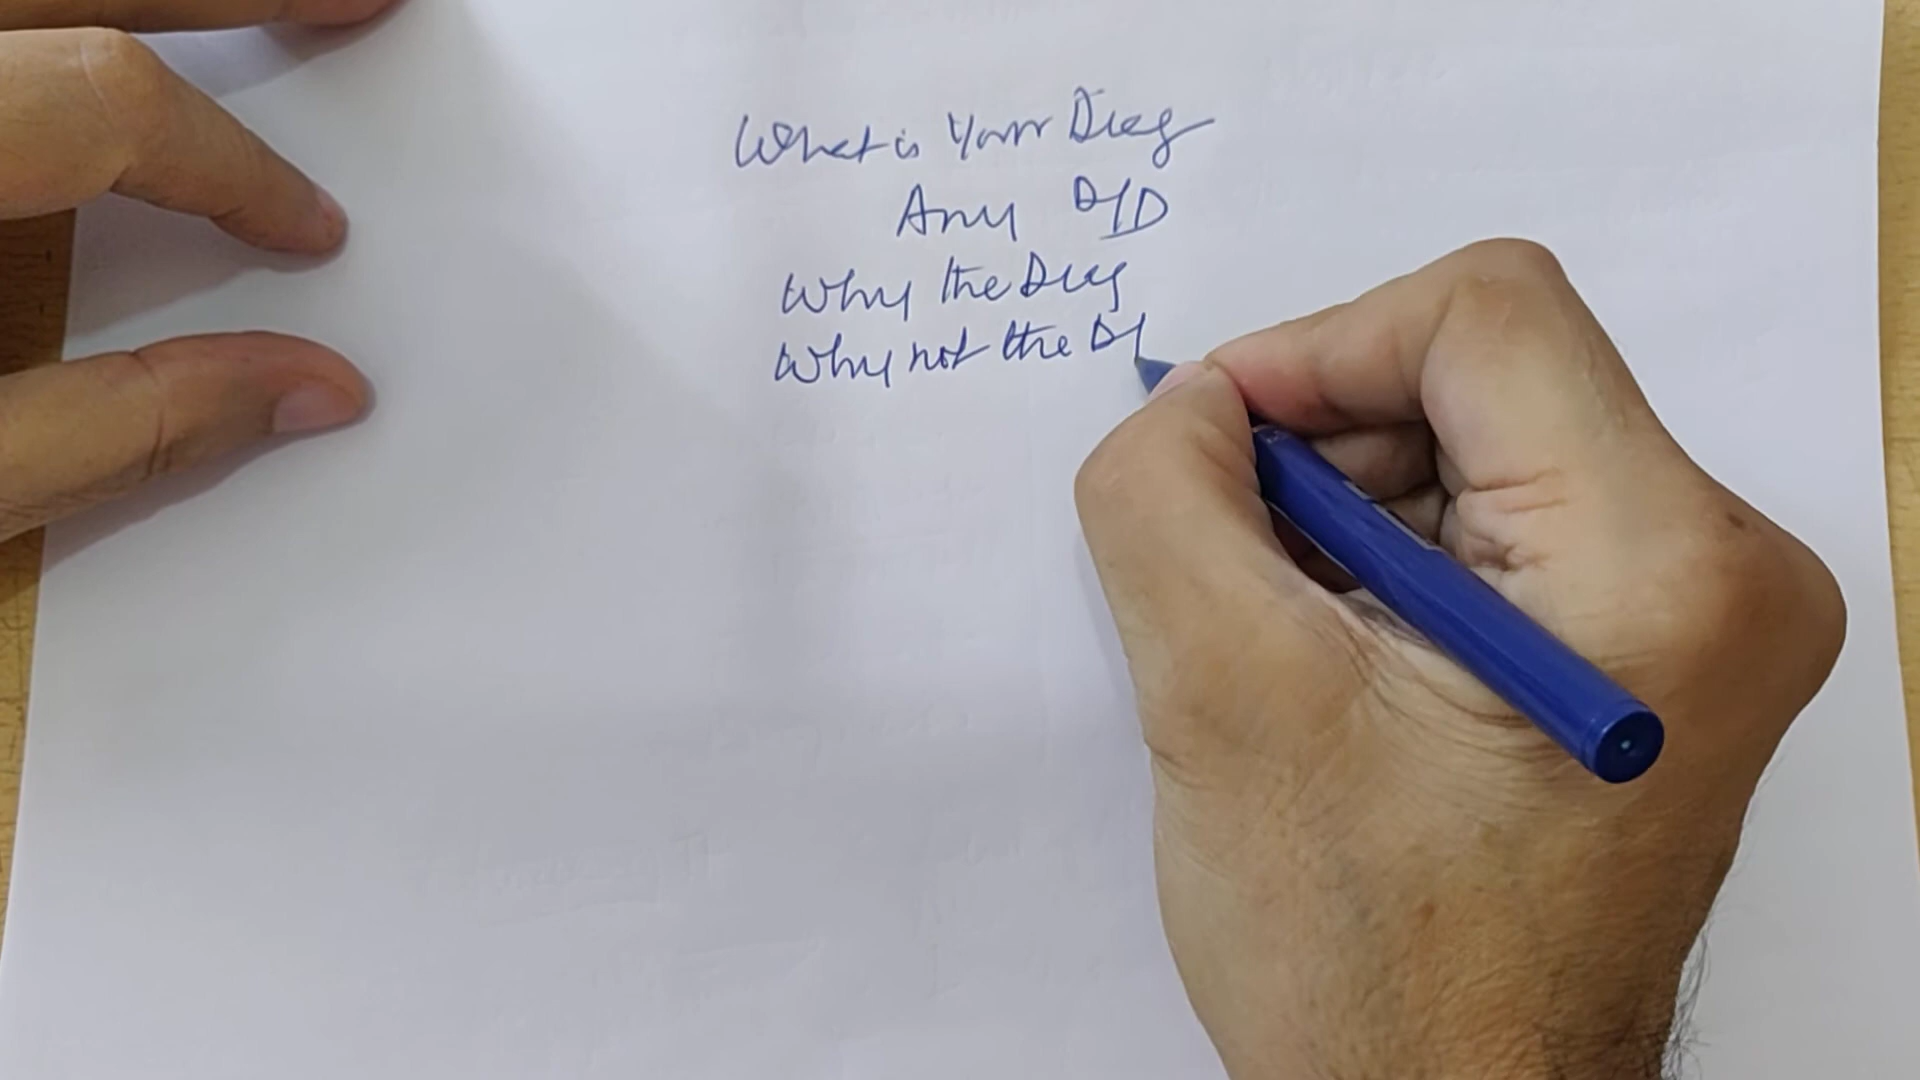 What is Your Diag
Any D/D
Why the Diag
Why not the D/